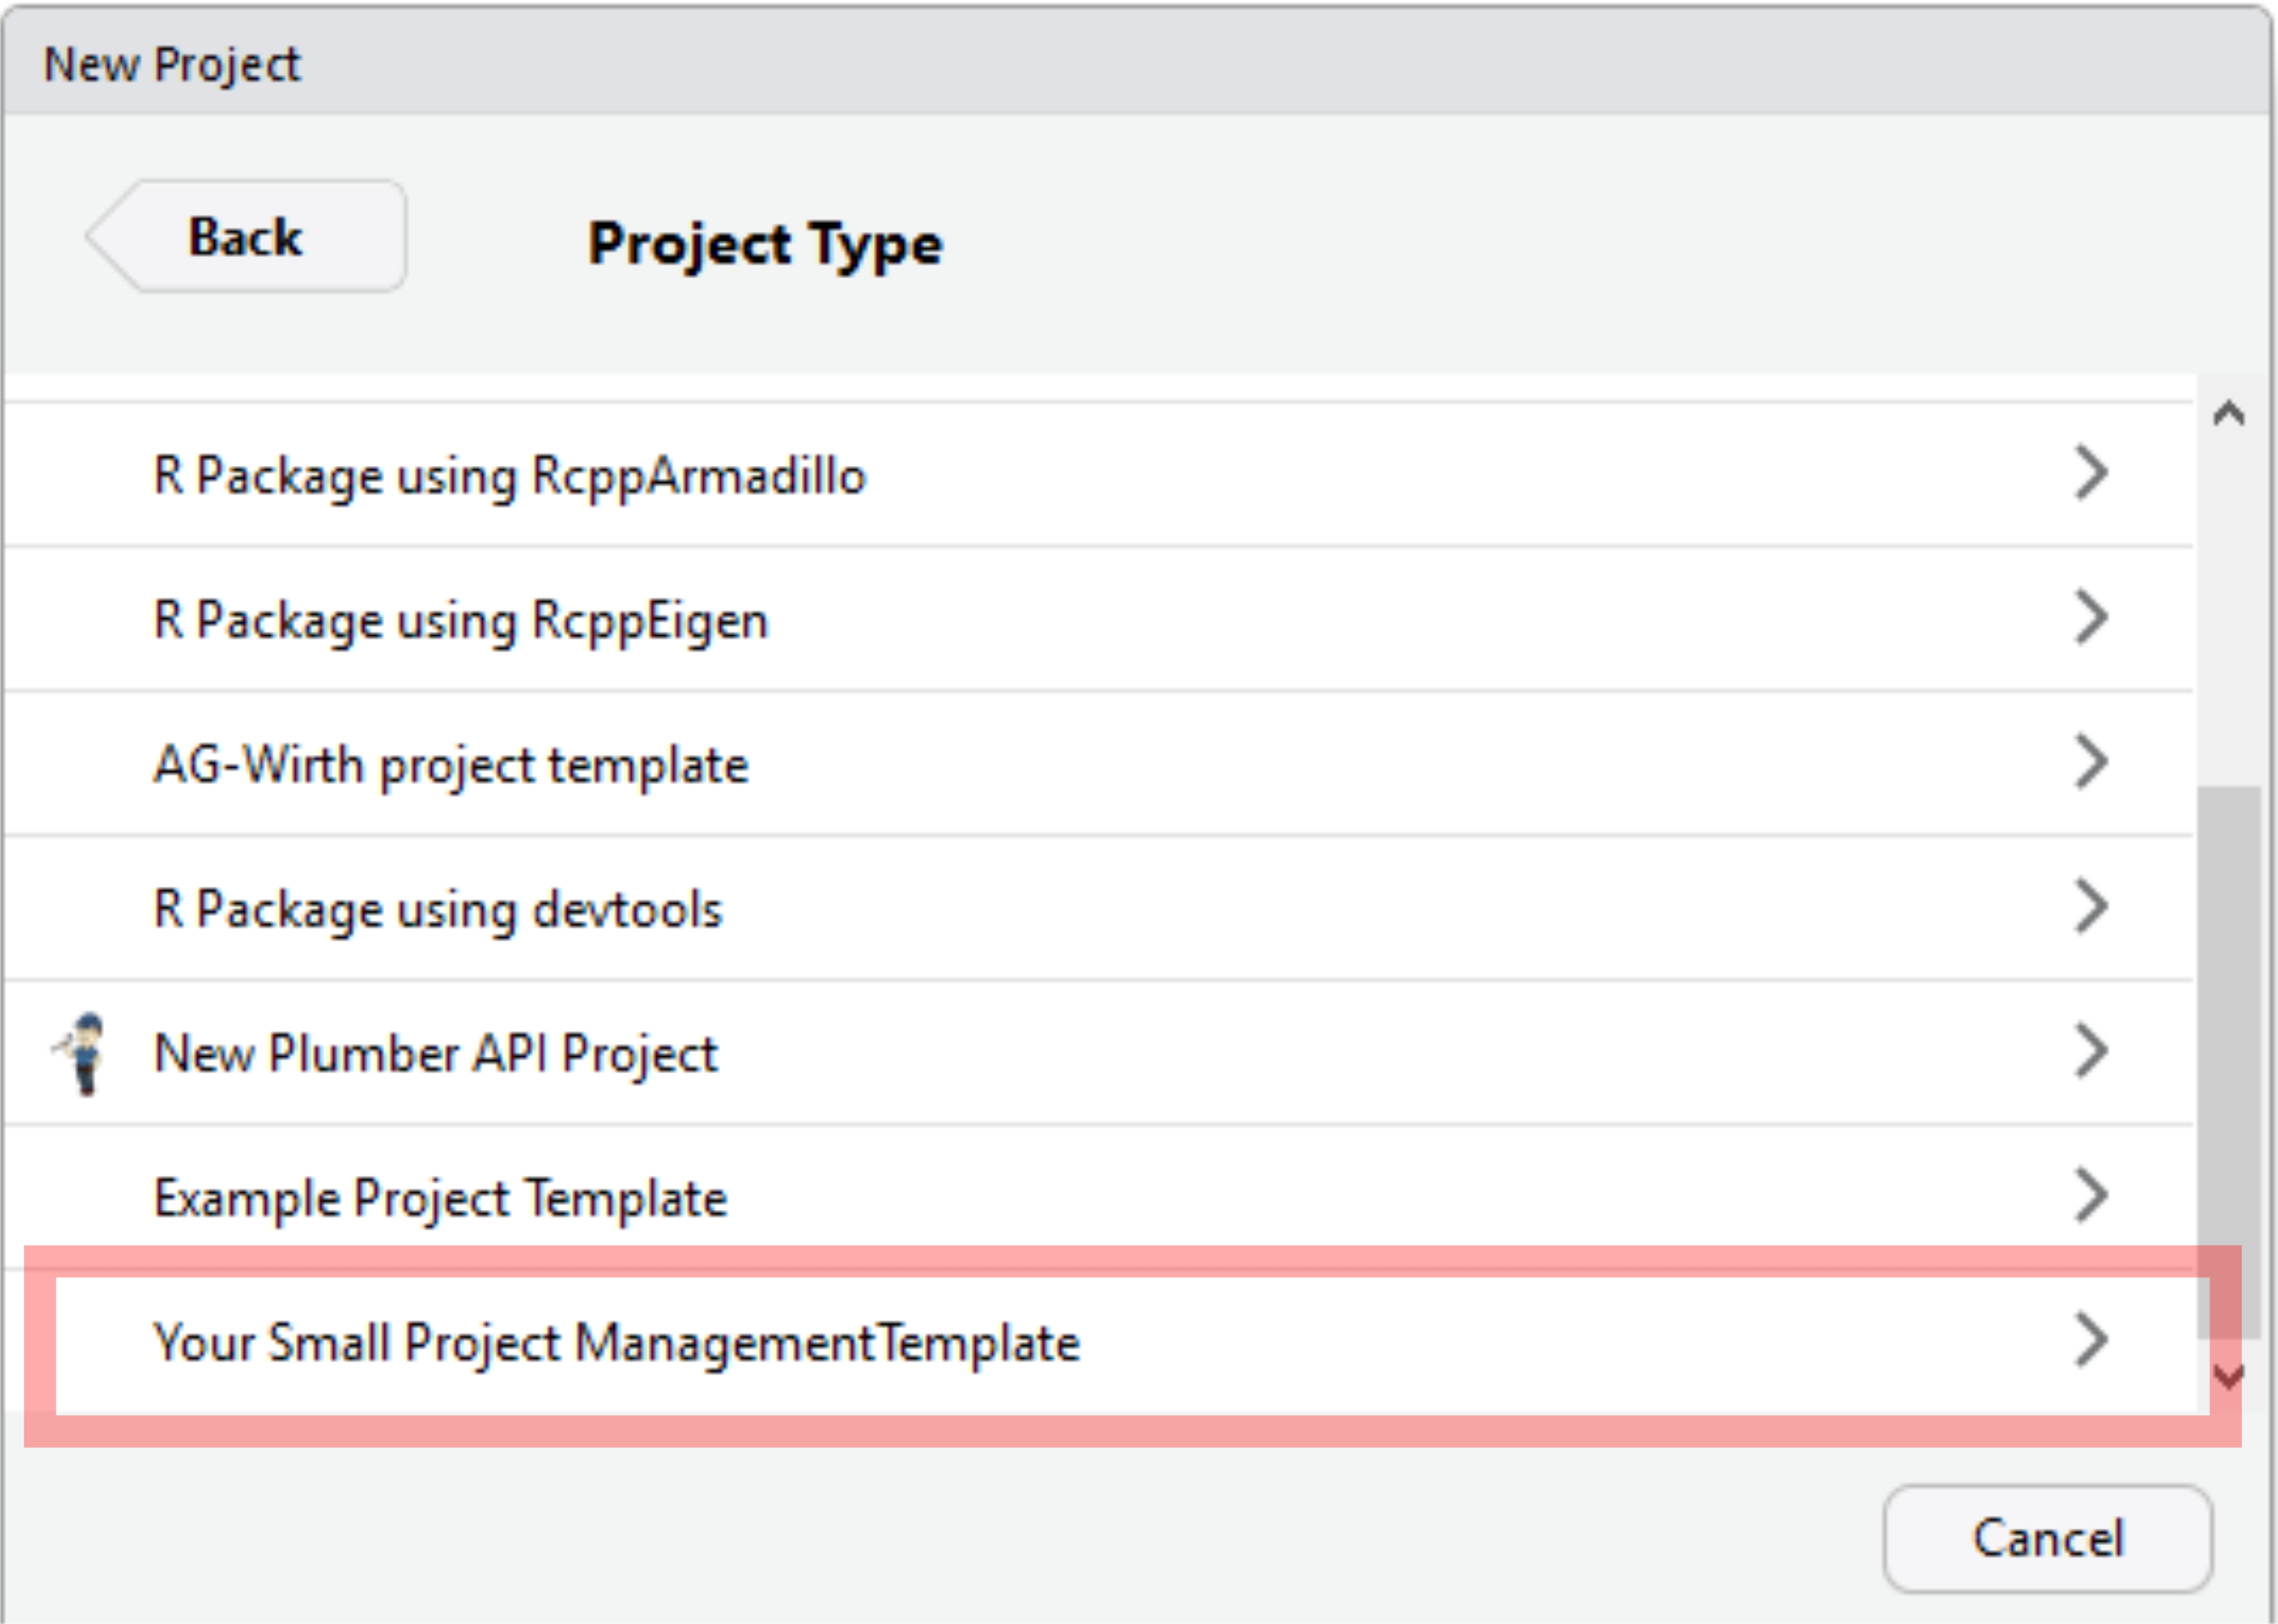 New Project
Back
Project Type
R Package using RcppArmadillo
R Package using RcppEigen
AG-Wirth project template
R Package using devtools
New Plumber API Project
Example Project Template
Your Small Project ManagementTemplate
Cancel